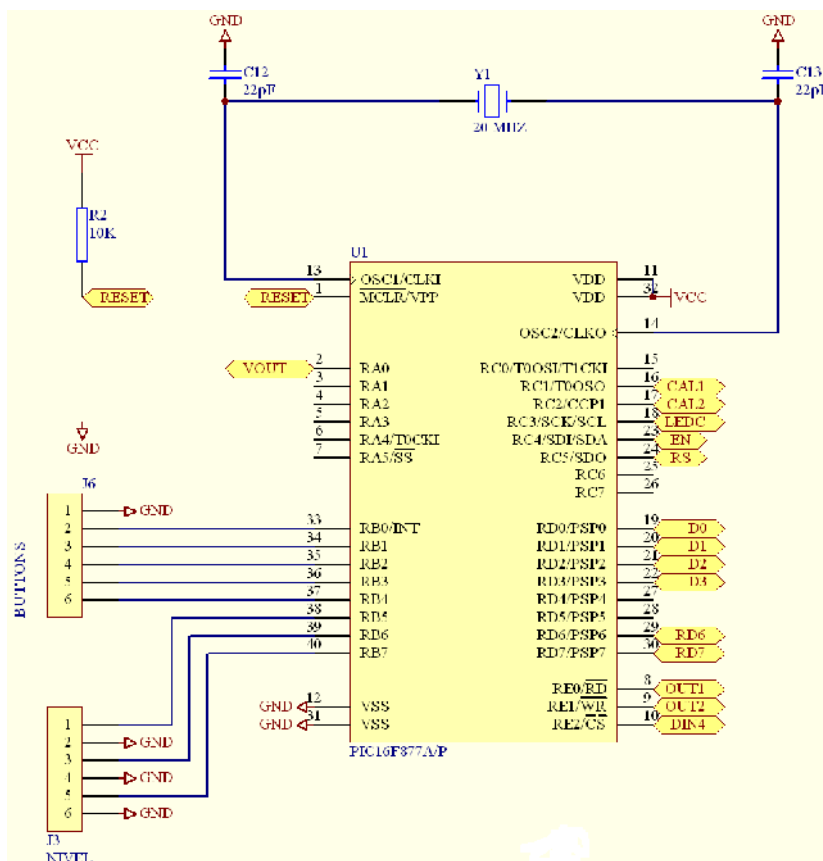 GND
GND
C12
22pF
Y1
20 MHZ
C13
22pF
VCC
R2
10K
RESET
U1
13 OSC1/CLKI
RESET 1 MCLR/VPP
VDD 11
VDD 32 VCC
OSC2/CLKO 14
VOUT 2 RA0
3 RA1
4 RA2
5 RA3
6 RA4/T0CKI
7 RA5/SS
RC0/T0OSI/T1CKI 15
RC1/T0OSO 16 CAL1
RC2/CCP1 17 CAL2
RC3/SCK/SCL 18 LEDC
RC4/SDI/SDA 23 EN
RC5/SDO 24 RS
RC6 25
RC7 26
GND
J6
BUTTONS
1 GND
2 33 RB0/INT
3 34 RB1
4 35 RB2
5 36 RB3
6 37 RB4
38 RB5
39 RB6
40 RB7
RD0/PSP0 19 D0
RD1/PSP1 20 D1
RD2/PSP2 21 D2
RD3/PSP3 22 D3
RD4/PSP4 27
RD5/PSP5 28
RD6/PSP6 29 RD6
RD7/PSP7 30 RD7
RE0/RD 8 OUT1
RE1/WR 9 OUT2
RE2/CS 10 DIN4
GND 12 VSS
GND 31 VSS
PIC16F877A/P
1
2 GND
3
4 GND
5
6 GND
J3
NIVEL